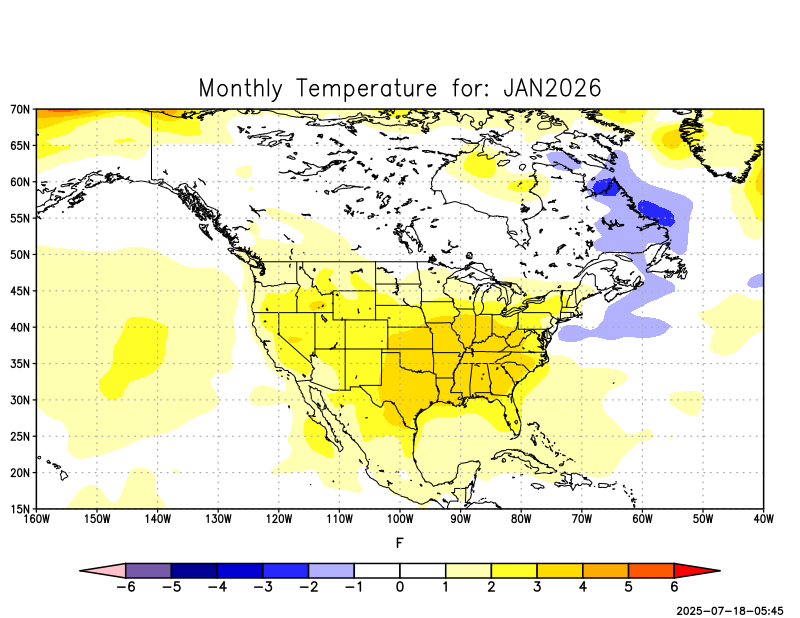 Monthly Temperature for: JAN2026
70N
65N
60N
55N
50N
45N
40N
35N
30N
25N
20N
15N
160W 150W 140W 130W 120W 110W 100W 90W 80W 70W 60W 50W 40W
F
-6 -5 -4 -3 -2 -1 0 1 2 3 4 5 6
2025-07-18-05:45